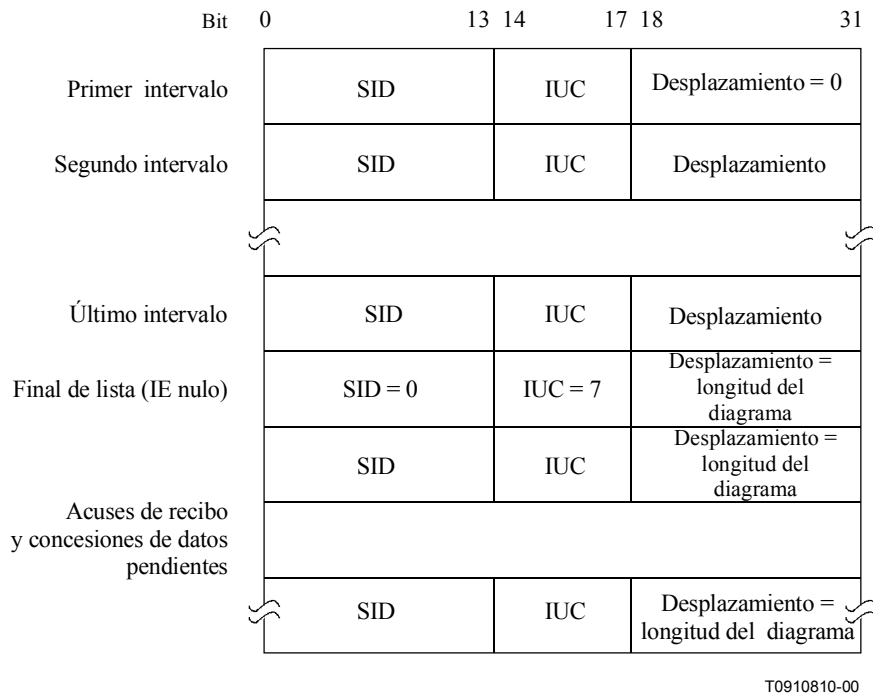 Bit 0 13 14 17 18 31
Primer intervalo SID IUC Desplazamiento = 0
Segundo intervalo SID IUC Desplazamiento
Último intervalo SID IUC Desplazamiento
Final de lista (IE nulo) SID = 0 IUC = 7 Desplazamiento =
longitud del
diagrama
SID IUC Desplazamiento =
longitud del
diagrama
Acuses de recibo
y concesiones de datos
pendientes
SID IUC Desplazamiento =
longitud del diagrama
T0910810-00